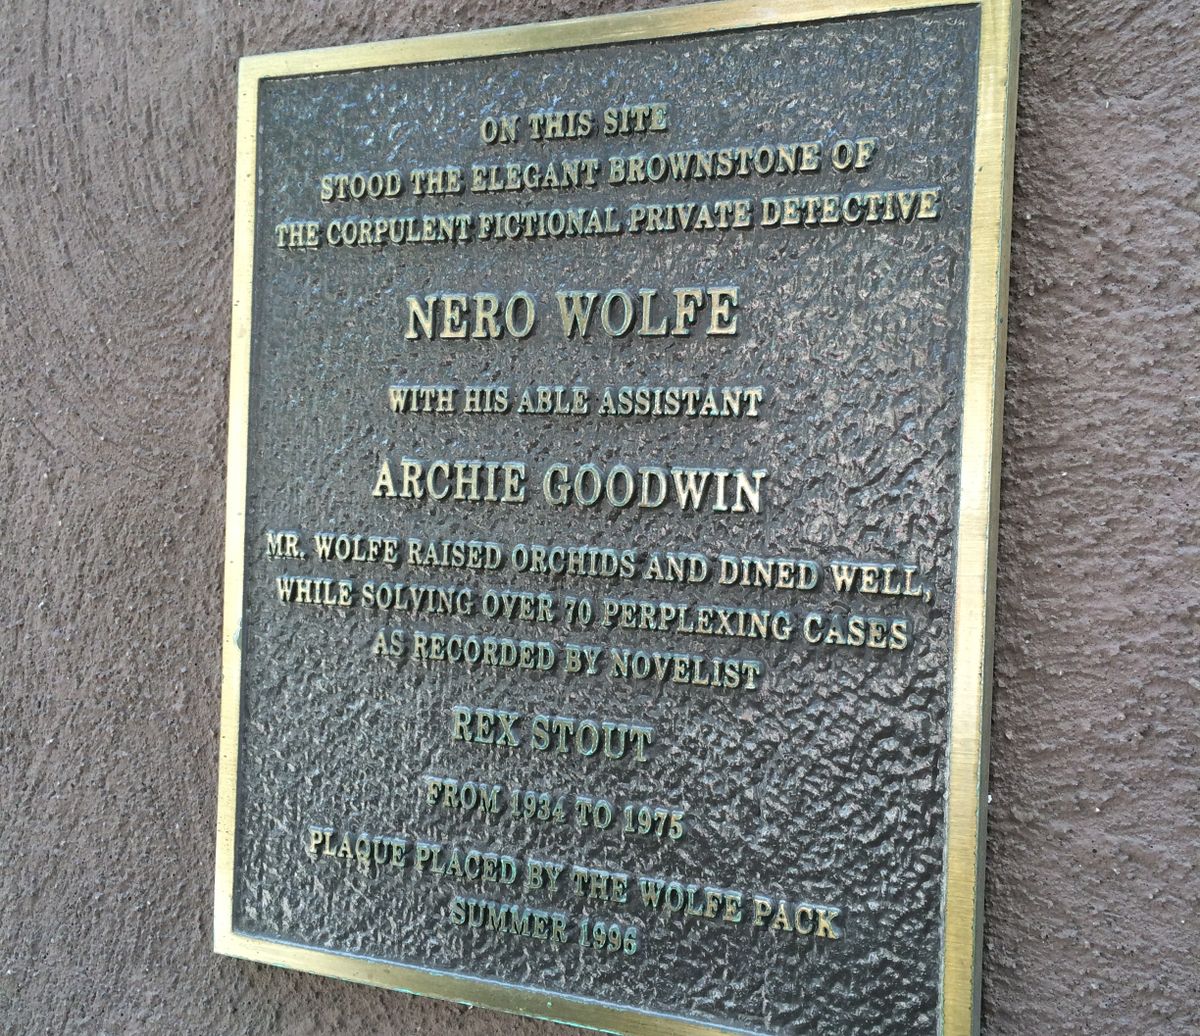 ON THIS SITE
STOOD THE ELEGANT BROWNSTONE OF
THE CORPULENT FICTIONAL PRIVATE DETECTIVE
NERO WOLFE
WITH HIS ABLE ASSISTANT
ARCHIE GOODWIN
MR. WOLFE RAISED ORCHIDS AND DINED WELL,
WHILE SOLVING OVER 70 PERPLEXING CASES
AS RECORDED BY NOVELIST
REX STOUT
FROM 1934 TO 1975
PLAQUE PLACED BY THE WOLFE PACK
SUMMER 1996